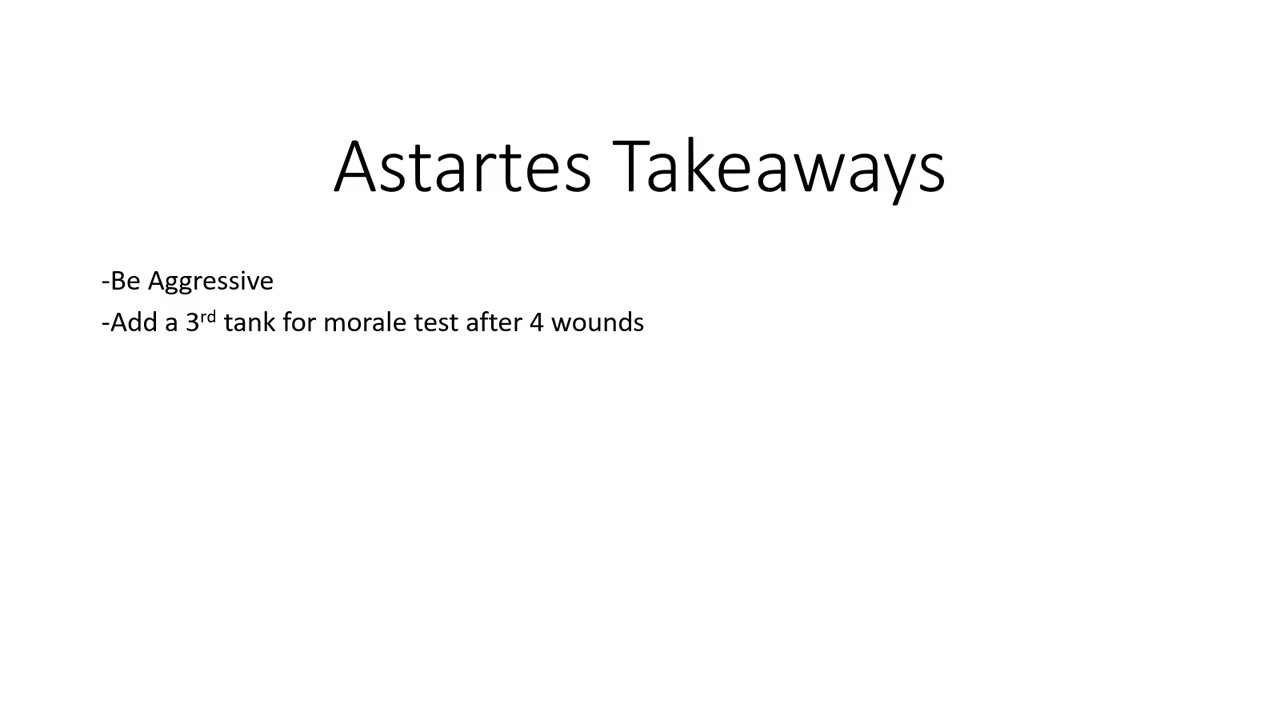 Astartes Takeaways
-Be Aggressive
-Add a 3rd tank for morale test after 4 wounds